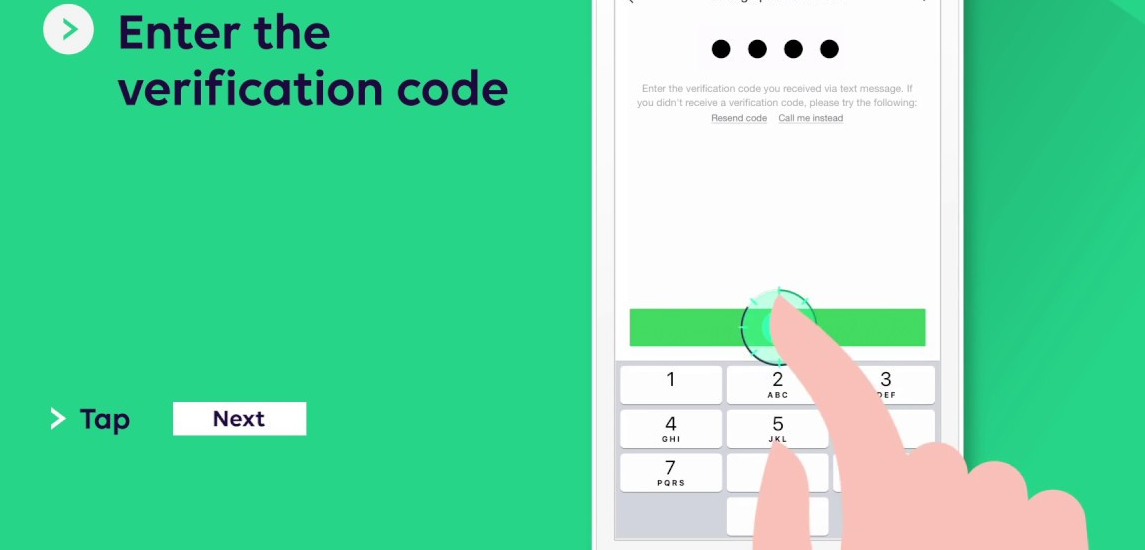 Enter the
verification code
Enter the verification code you received via text message. If
you didn't receive a verification code, please try the following:
Resend code Call me instead
Tap Next
1
2
ABC
3
DEF
4
GHI
5
JKL
7
PQRS